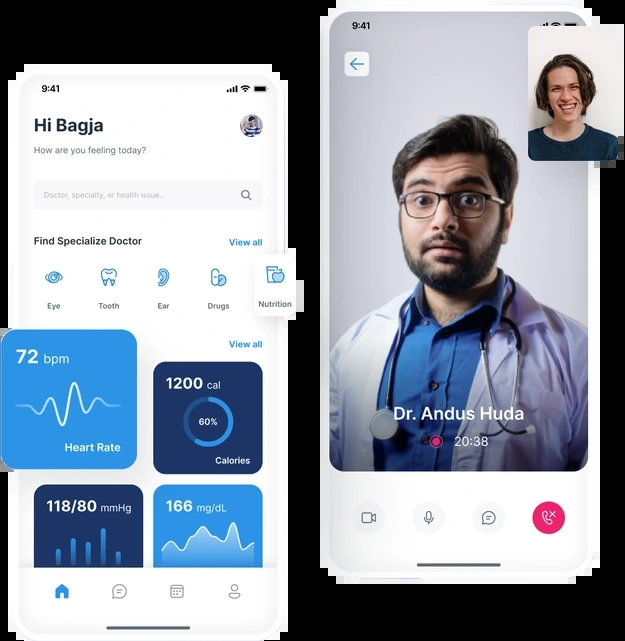 9:41
Hi Bagja
How are you feeling today?
Doctor, specialty, or health issue...
Find Specialize Doctor
View all
Eye
Tooth
Ear
Drugs
Nutrition
View all
72 bpm
Heart Rate
1200 cal
60%
Calories
118/80 mmHg
166 mg/dL
9:41
Dr. Andus Huda
20:38